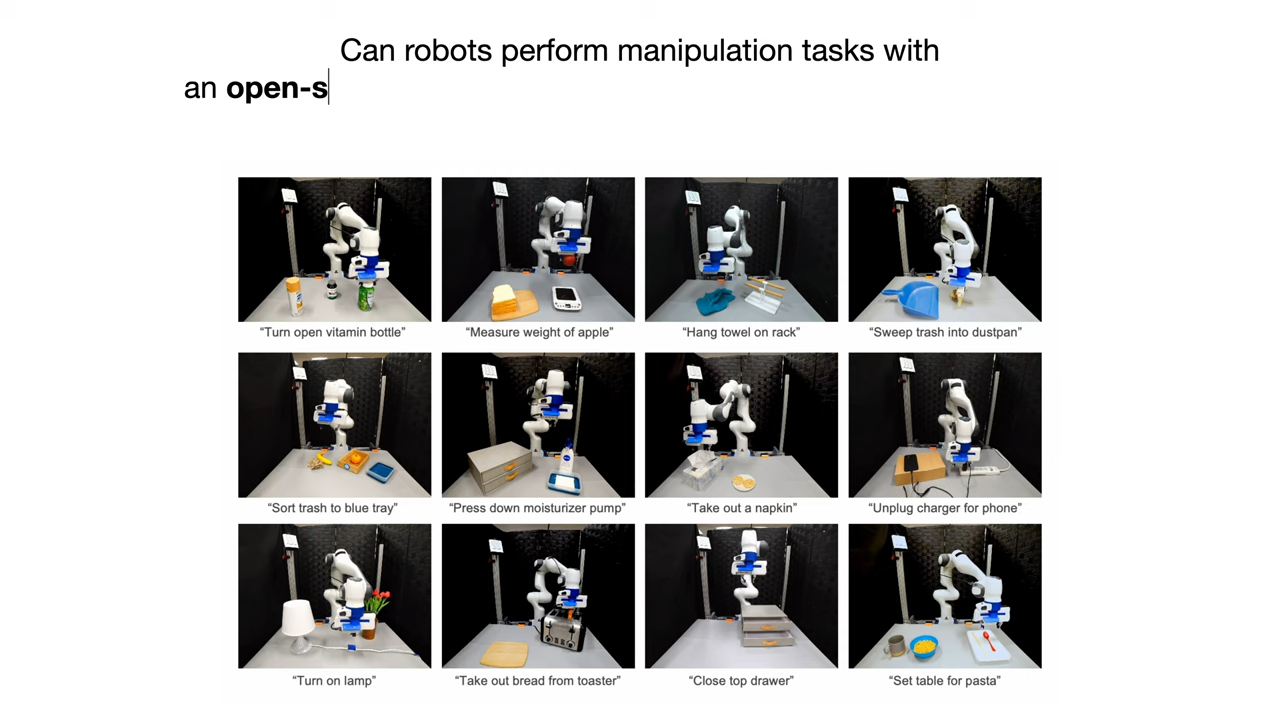 Can robots perform manipulation tasks with
an open-s
“Turn open vitamin bottle” “Measure weight of apple” “Hang towel on rack” “Sweep trash into dustpan”
“Sort trash to blue tray” “Press down moisturizer pump” “Take out a napkin” “Unplug charger for phone”
“Turn on lamp” “Take out bread from toaster” “Close top drawer” “Set table for pasta”